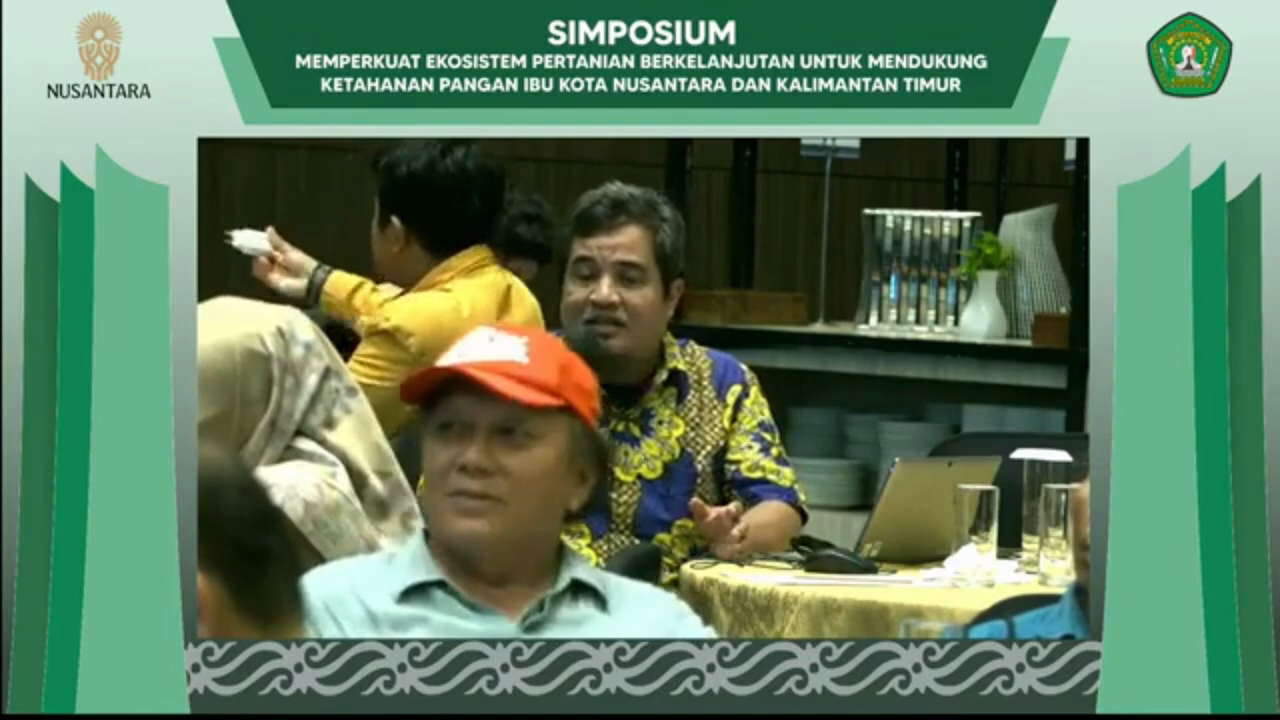 SIMPOSIUM
MEMPERKUAT EKOSISTEM PERTANIAN BERKELANJUTAN UNTUK MENDUKUNG
KETAHANAN PANGAN IBU KOTA NUSANTARA DAN KALIMANTAN TIMUR
NUSANTARA